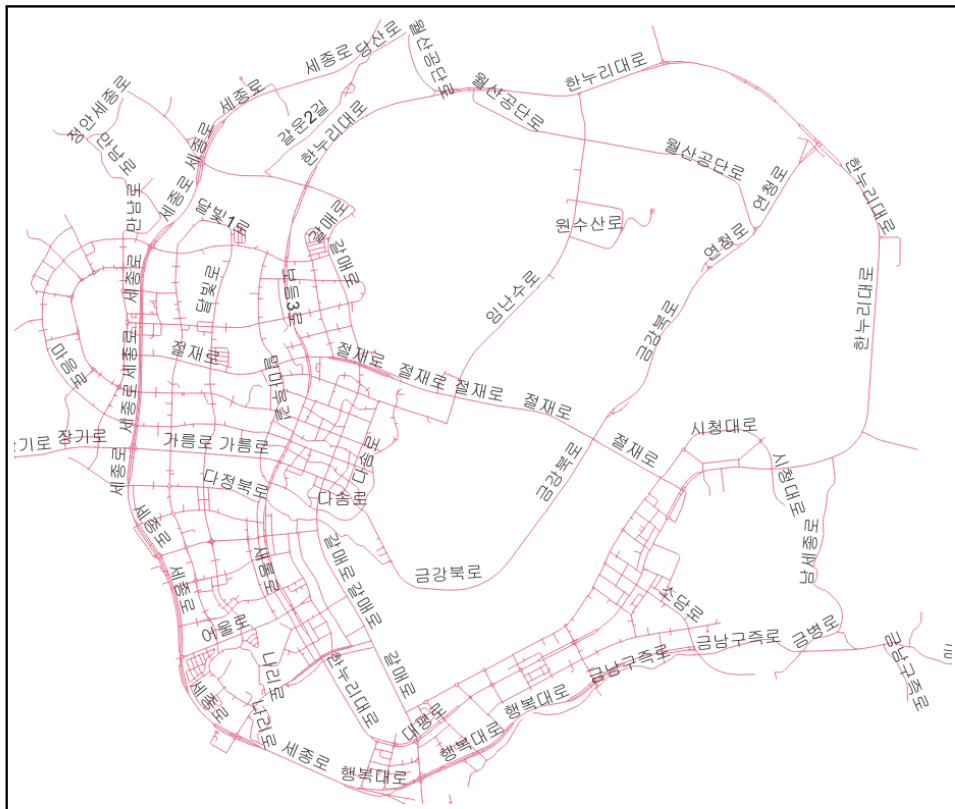 세종로 당산로
월산공단로
한누리대로
월산공단로
세종로
정안세종로
갈운2길
한누리대로
만남로
세종로
월산공단로
연청로
한누리대로
세종로
만남로
달빛1로
갈매로
원수산로
연청로
갈매로
세종로
달빛로
보듬3로
임난수로
한누리대로
금강북로
세종로
절재로
절재로
절재로
절재로
절재로
마음로
세종로
시청대로
장기로
가름로
가름로
다솜로
절재로
금강북로
세종로
다정북로
다솜로
시청대로
세종로
새롬로
갈매로
갈매로
금강북로
남세종로
세종로
소담로
나리로
한누리대로
갈매로
금남구즉로
금남구즉로
금병로
금남구즉로
세종로
나리로
대평로
행복대로
행복대로
세종로
행복대로